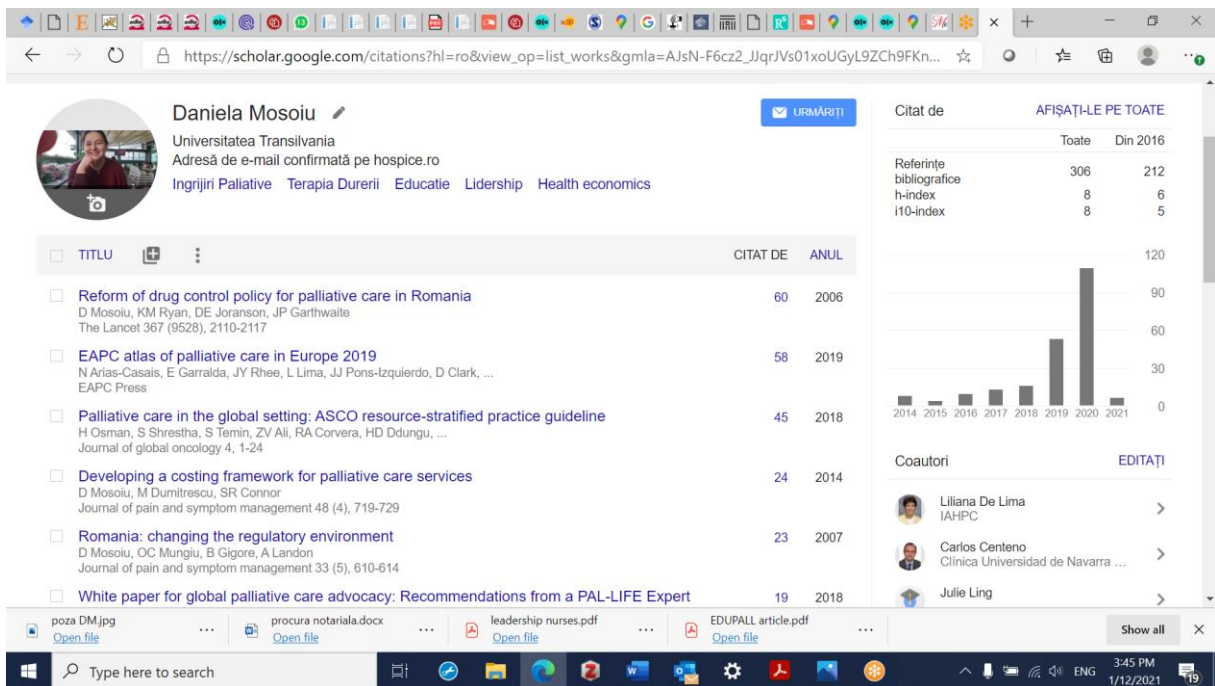 https://scholar.google.com/citations?hl=ro&view_op=list_works&gmla=AJsN-F6cz2_JJqrJVs01xoUGyL9ZCh9FKn...
Daniela Mosoiu
URMĂRIȚI
Universitatea Transilvania
Adresă de e-mail confirmată pe hospice.ro
Ingrijiri Paliative Terapia Durerii Educatie Lidership Health economics
TITLU CITAT DE ANUL
Reform of drug control policy for palliative care in Romania 60 2006
D Mosoiu, KM Ryan, DE Joranson, JP Garthwaite
The Lancet 367 (9528), 2110-2117
EAPC atlas of palliative care in Europe 2019 58 2019
N Arias-Casais, E Garralda, JY Rhee, L Lima, JJ Pons-Izquierdo, D Clark, ...
EAPC Press
Palliative care in the global setting: ASCO resource-stratified practice guideline 45 2018
H Osman, S Shrestha, S Temin, ZV Ali, RA Corvera, HD Ddungu, ...
Journal of global oncology 4, 1-24
Developing a costing framework for palliative care services 24 2014
D Mosoiu, M Dumitrescu, SR Connor
Journal of pain and symptom management 48 (4), 719-729
Romania: changing the regulatory environment 23 2007
D Mosoiu, OC Mungiu, B Gigore, A Landon
Journal of pain and symptom management 33 (5), 610-614
White paper for global palliative care advocacy: Recommendations from a PAL-LIFE Expert 19 2018
Citat de AFIȘAȚI-LE PE TOATE
Toate Din 2016
Referințe bibliografice 306 212
h-index 8 6
i10-index 8 5
120
90
60
30
0
2014 2015 2016 2017 2018 2019 2020 2021
Coautori EDITAȚI
Liliana De Lima
IAHPC
Carlos Centeno
Clínica Universidad de Navarra ...
Julie Ling
poza DM.jpg
Open file
procura notariala.docx
Open file
leadership nurses.pdf
Open file
EDUPALL article.pdf
Open file
Show all
Type here to search
ENG
3:45 PM
1/12/2021
19